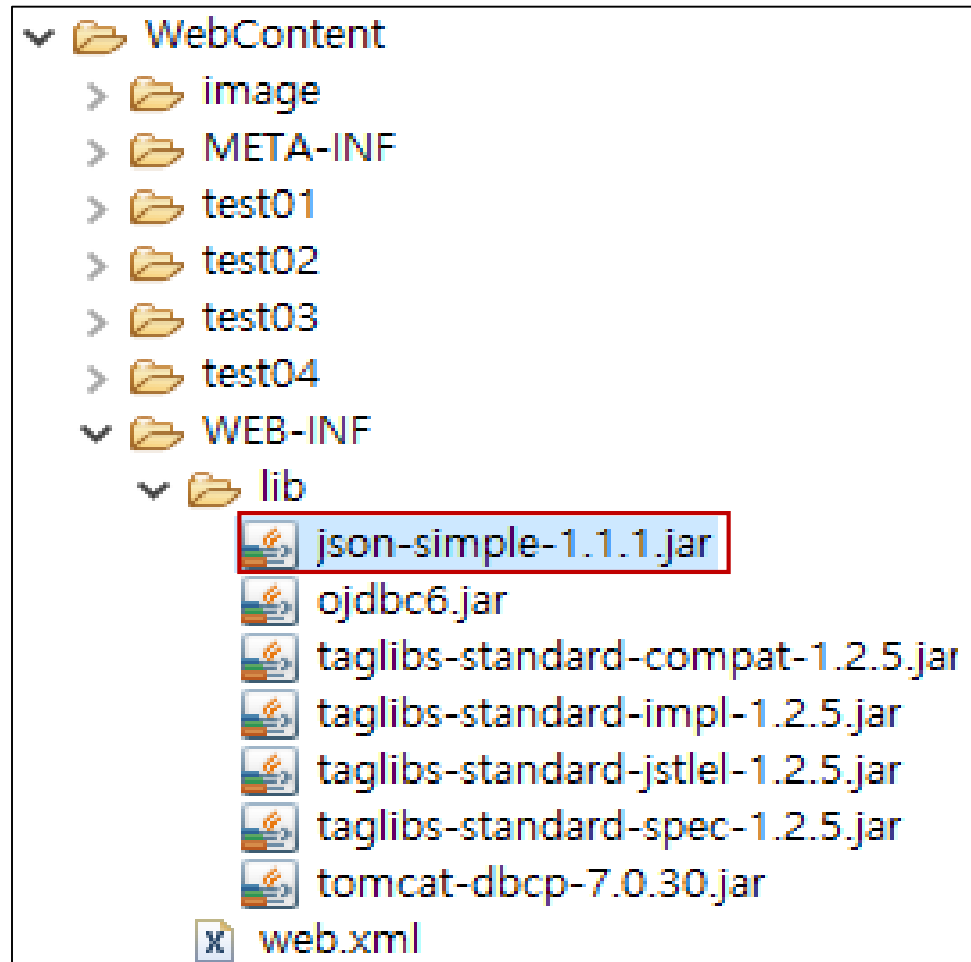 WebContent
image
META-INF
test01
test02
test03
test04
WEB-INF
lib
json-simple-1.1.1.jar
ojdbc6.jar
taglibs-standard-compat-1.2.5.jar
taglibs-standard-impl-1.2.5.jar
taglibs-standard-jstlel-1.2.5.jar
taglibs-standard-spec-1.2.5.jar
tomcat-dbcp-7.0.30.jar
web.xml